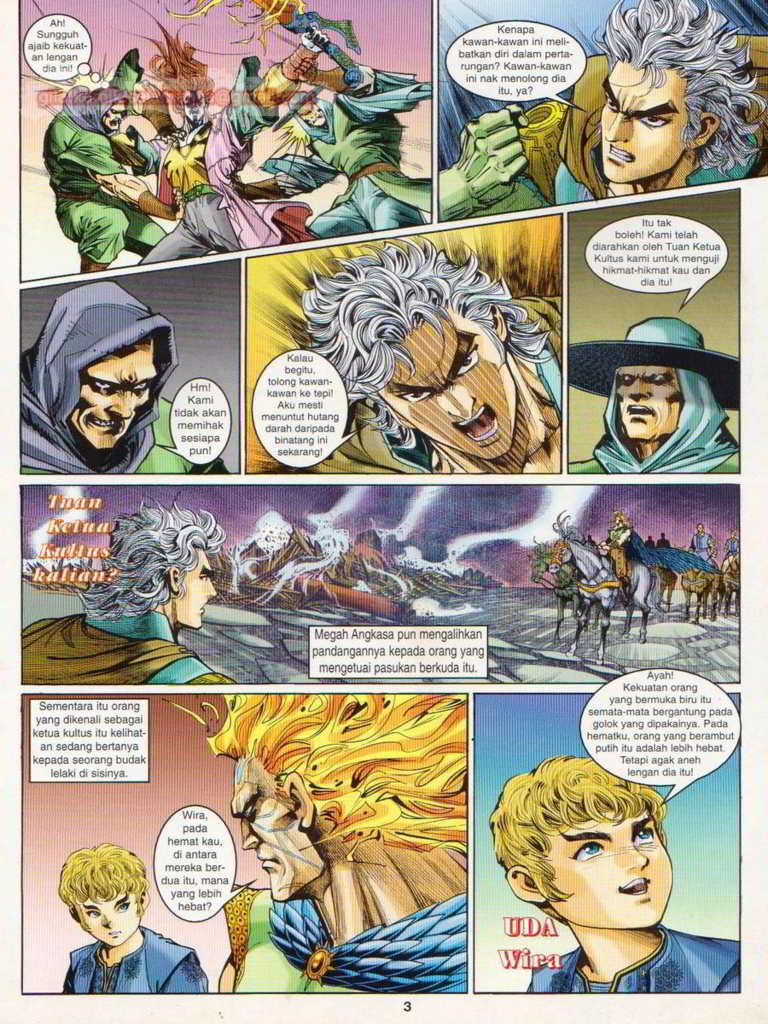 Ah!
Sungguh
ajaib kekuat-
an lengan
dia ini!
Kenapa
kawan-kawan ini meli-
batkan diri dalam perta-
rungan? Kawan-kawan
ini nak menolong dia
itu, ya?
Hm!
Kami
tidak akan
memihak
sesiapa
pun!
Kalau
begitu,
tolong kawan-
kawan ke tepi!
Aku mesti
menuntut hutang
darah daripada
binatang ini
sekarang!
Itu tak
boleh! Kami telah
diarahkan oleh Tuan Ketua
Kultus kami untuk menguji
hikmat-hikmat kau dan
dia itu!
Tuan
Ketua
Kultus
kalian?
Megah Angkasa pun mengalihkan
pandangannya kepada orang yang
mengetuai pasukan berkuda itu.
Sementara itu orang
yang dikenali sebagai
ketua kultus itu kelihat-
an sedang bertanya
kepada seorang budak
lelaki di sisinya.
Wira,
pada
hemat kau,
di antara
mereka ber-
dua itu, mana
yang lebih
hebat?
Ayah!
Kekuatan orang
yang bermuka biru itu
semata-mata bergantung pada
golok yang dipakainya. Pada
hematku, orang yang berambut
putih itu adalah lebih hebat.
Tetapi agak aneh
lengan dia itu!
UDA
Wira
3